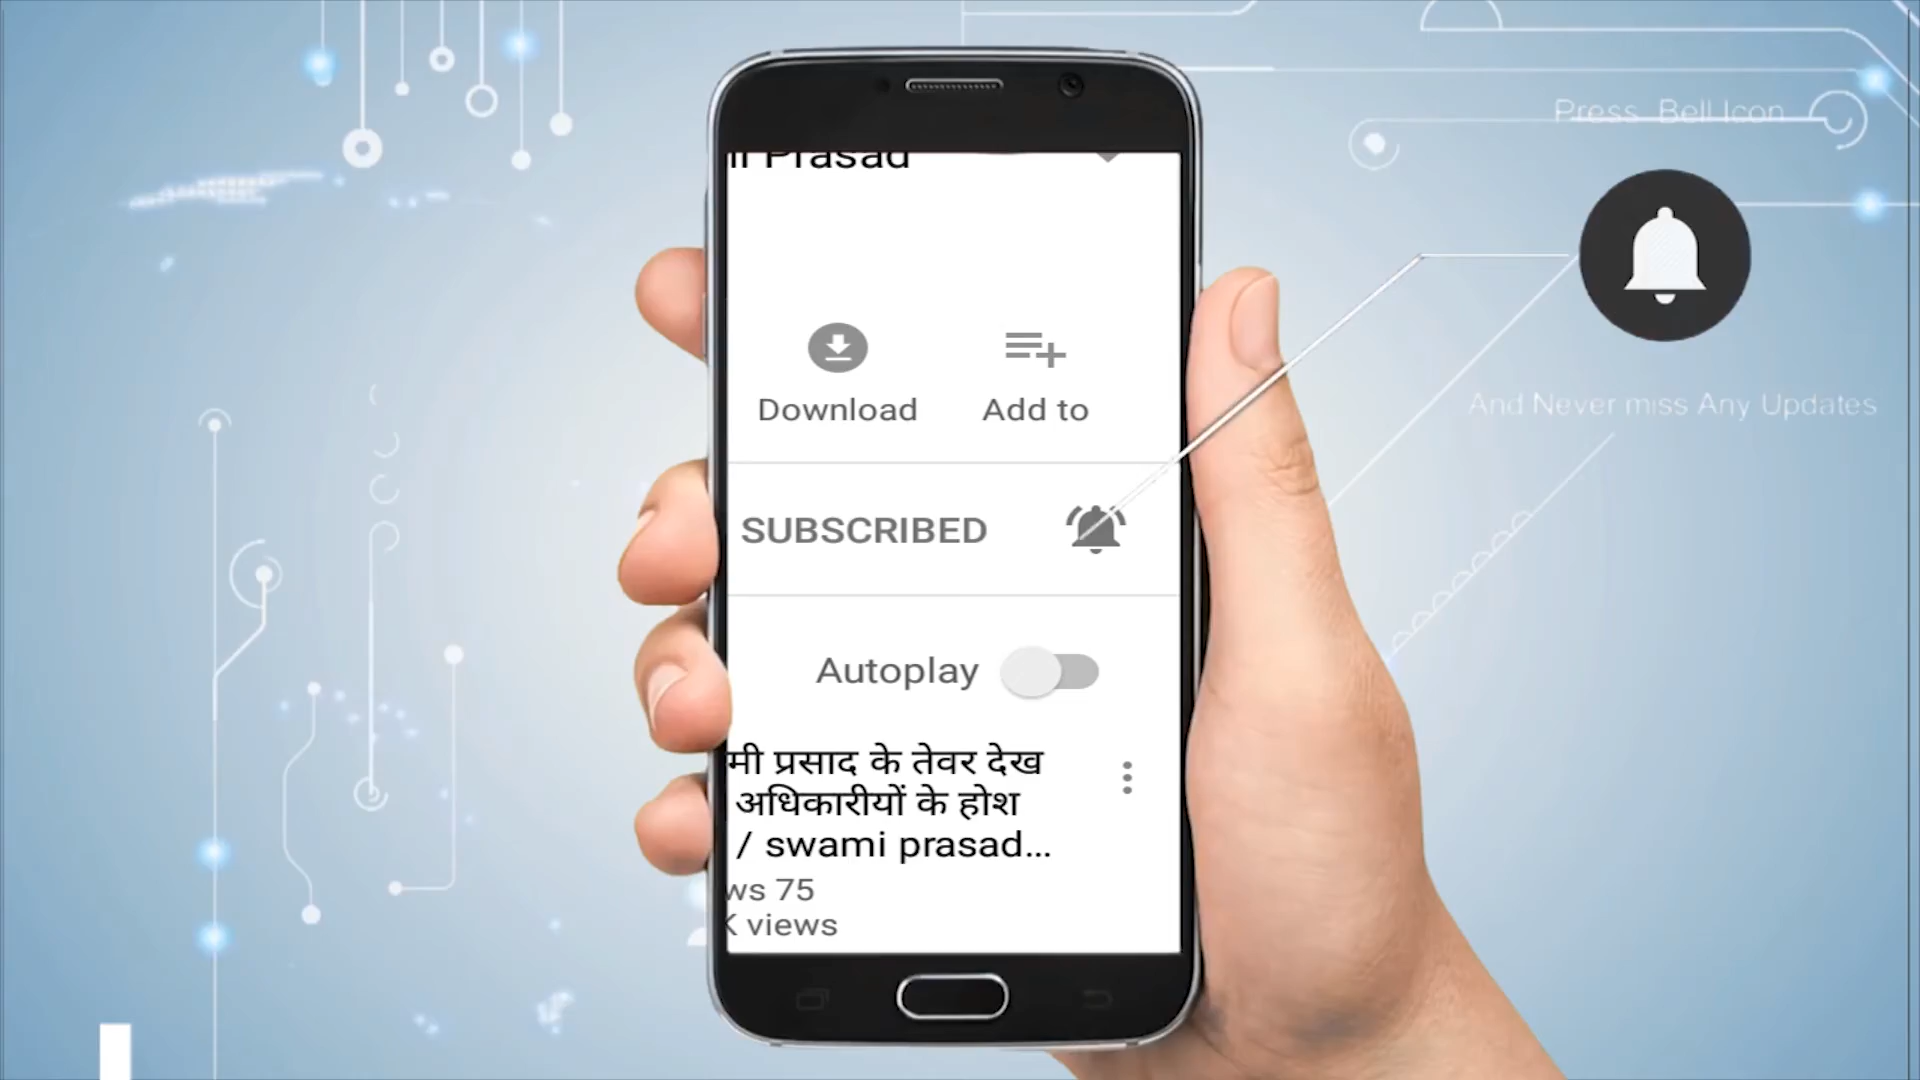 Prasad
Press Bell Icon
Download
Add to
And Never miss Any Updates
SUBSCRIBED
Autoplay
मी प्रसाद के तेवर देख
अधिकारीयों के होश
/ swami prasad...
ws 75
K views